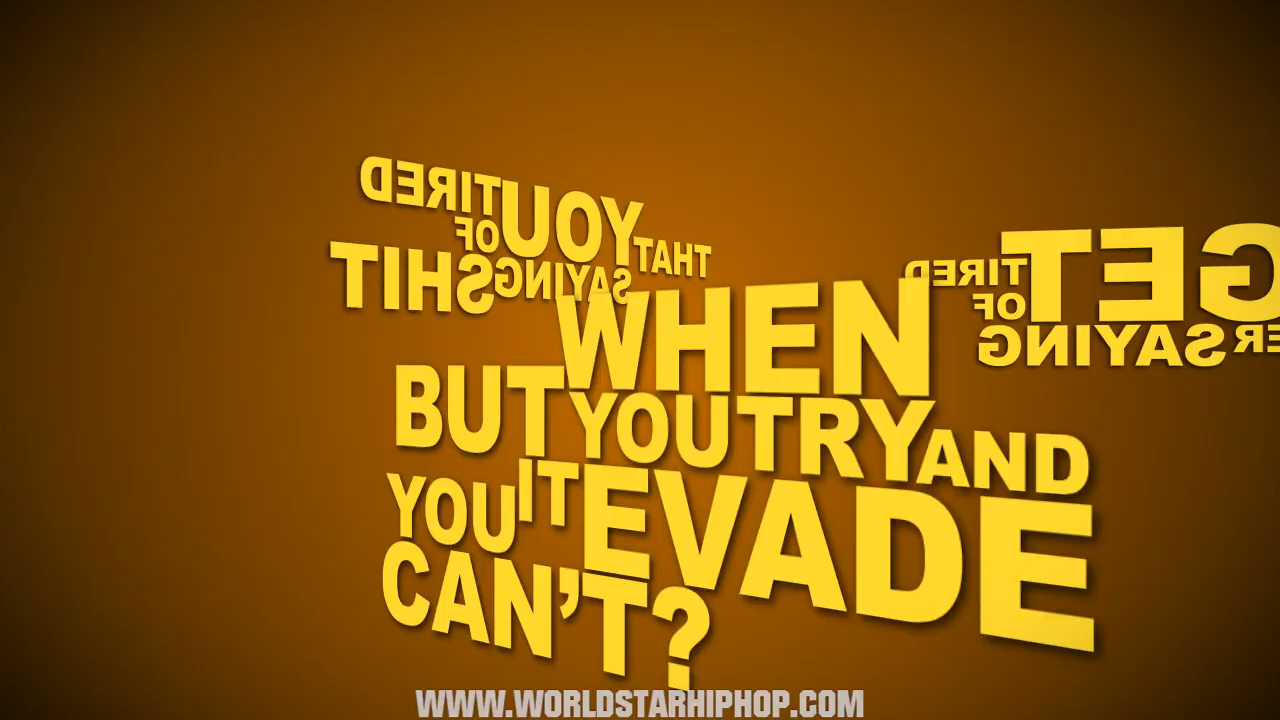 THAT YOU TIRED
OF
SAYING SHIT
GET TIRED
OF
ER SAYING
WHEN
YOU TRY AND
EVADE
IT
BUT
YOU
CAN'T?
WWW.WORLDSTARHIPHOP.COM